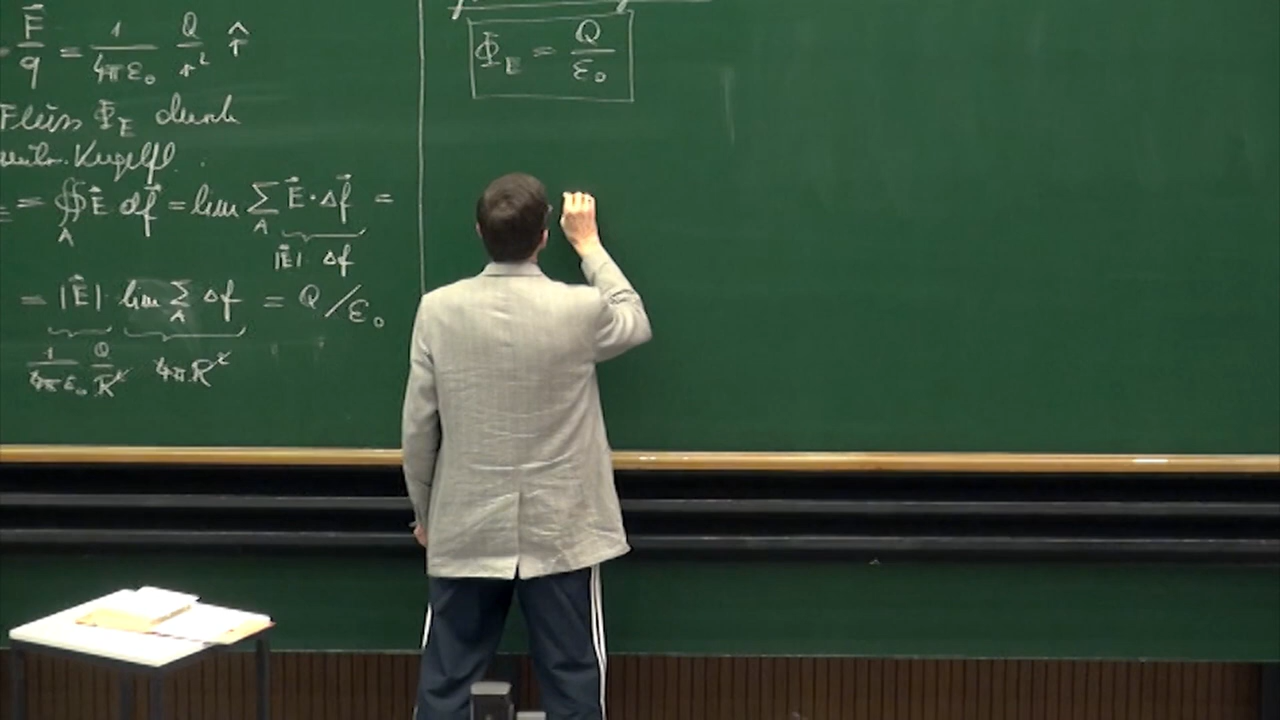 F⃗/q = 1/(4πε₀) Q/r² r̂
Fluss Φ_E durch
Kugelfl.
= ∯_A E⃗ df⃗ = lim Σ_A E⃗ · Δf⃗ =
|E⃗| Δf
= |E⃗| lim Σ_A Δf = Q/ε₀
1/(4πε₀) Q/R² 4πR²
Φ_E = Q/ε₀